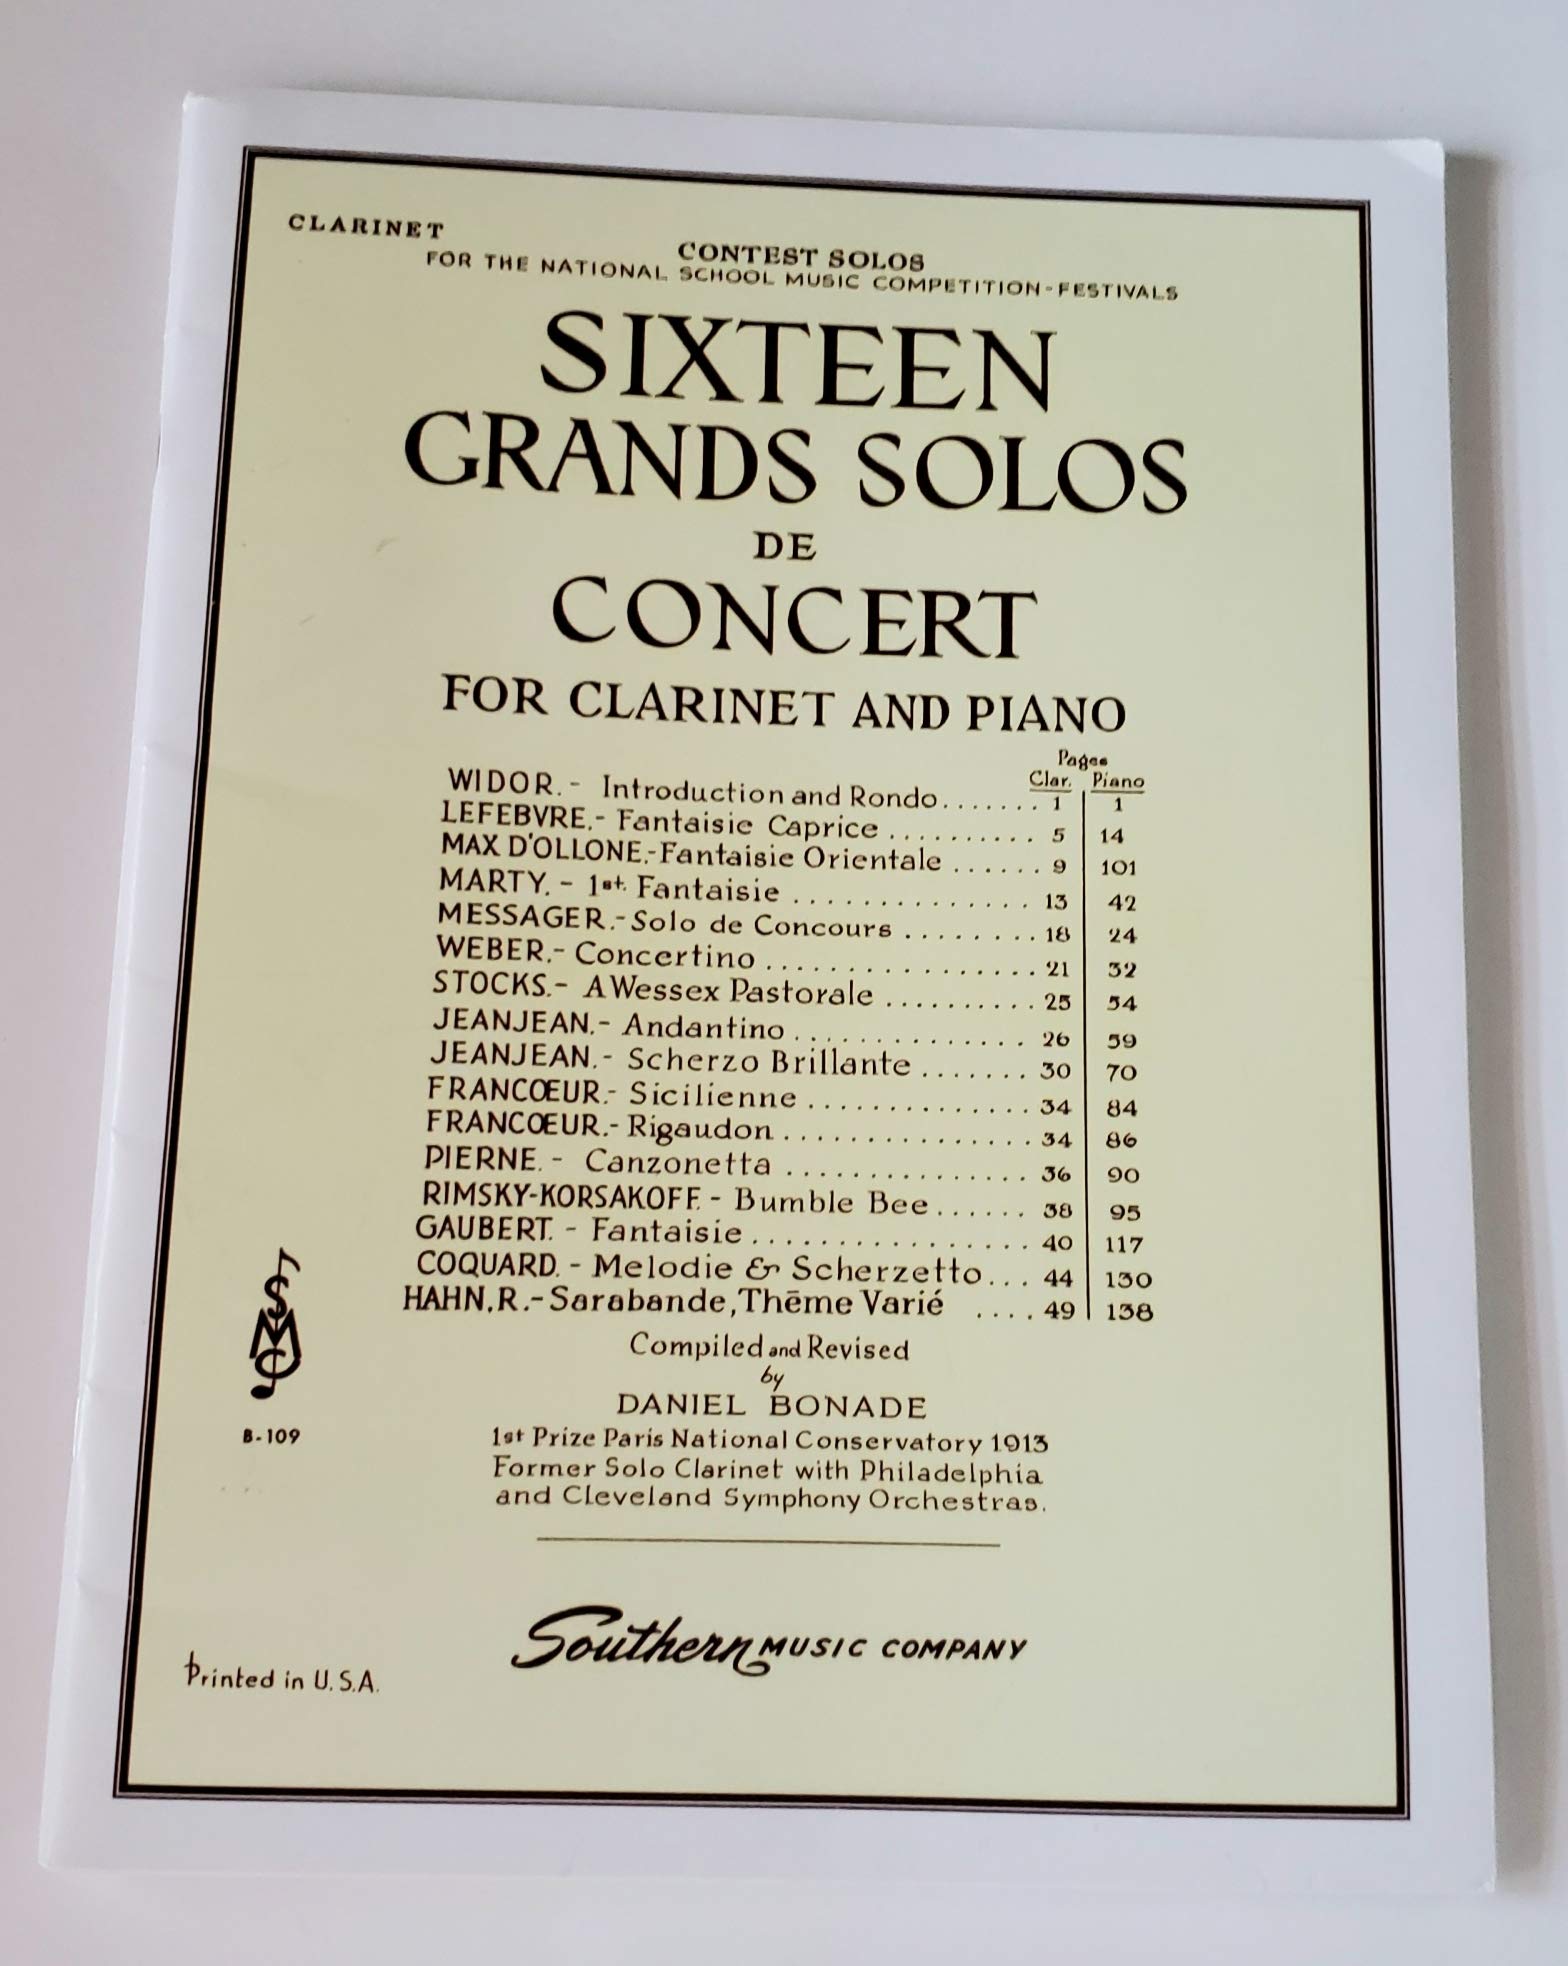 CLARINET
CONTEST SOLOS
FOR THE NATIONAL SCHOOL MUSIC COMPETITION-FESTIVALS
SIXTEEN
GRANDS SOLOS
DE
CONCERT
FOR CLARINET AND PIANO
Pages
Clar. Piano
WIDOR.- Introduction and Rondo....... 1 1
LEFEBVRE.- Fantaisie Caprice .......... 5 14
MAX D'OLLONE.-Fantaisie Orientale ...... 9 101
MARTY. - 1st. Fantaisie .............. 13 42
MESSAGER.-Solo de Concours ........ 18 24
WEBER.- Concertino ................ 21 32
STOCKS.- A Wessex Pastorale .......... 25 54
JEANJEAN.- Andantino .............. 26 59
JEANJEAN.- Scherzo Brillante ....... 30 70
FRANCŒUR.- Sicilienne .............. 34 84
FRANCŒUR.- Rigaudon ............... 34 86
PIERNE. - Canzonetta ............... 36 90
RIMSKY-KORSAKOFF. - Bumble Bee...... 38 95
GAUBERT. - Fantaisie ................ 40 117
COQUARD. - Melodie & Scherzetto... 44 130
HAHN, R.-Sarabande, Thēme Varié .... 49 138
Compiled and Revised
by
DANIEL BONADE
1st Prize Paris National Conservatory 1913
Former Solo Clarinet with Philadelphia
and Cleveland Symphony Orchestras.
SMC
B-109
Southern MUSIC COMPANY
Printed in U.S.A.